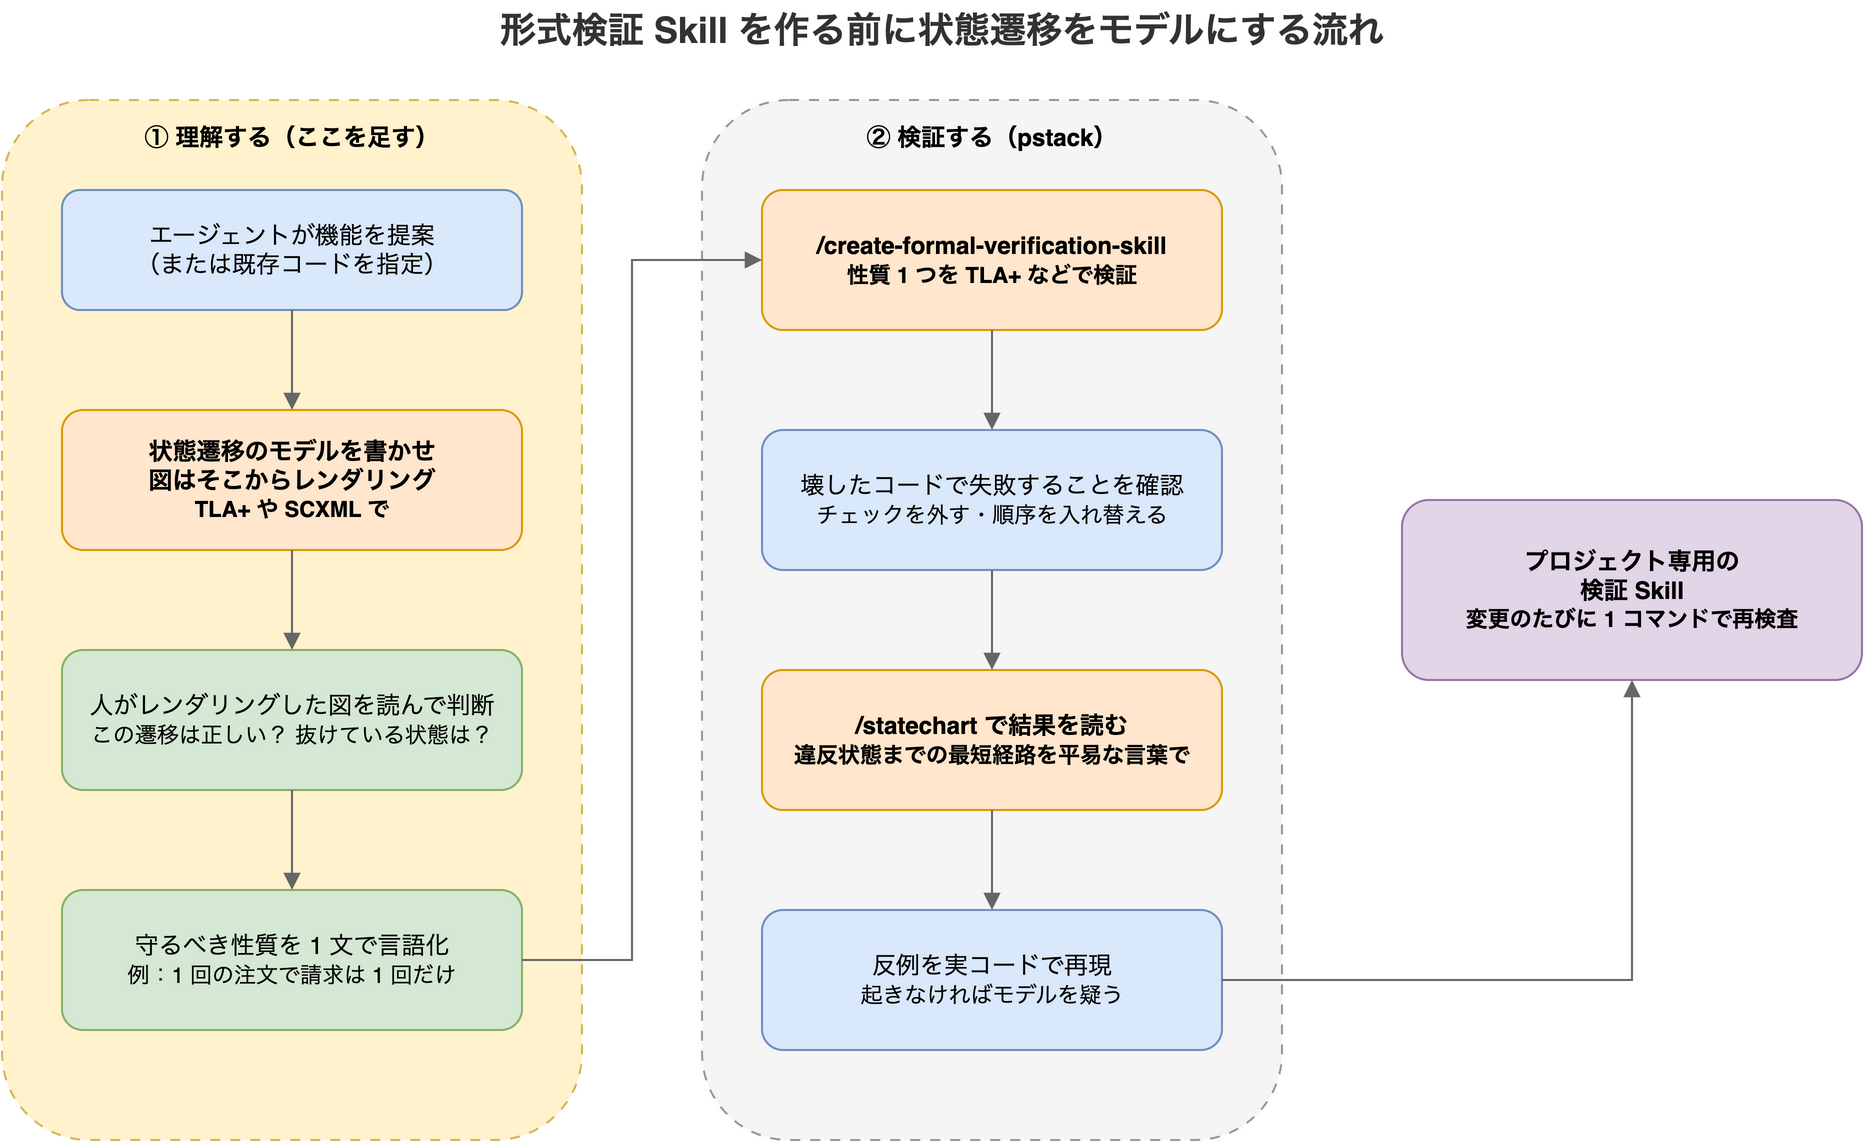 形式検証 Skill を作る前に状態遷移をモデルにする流れ
① 理解する（ここを足す）
エージェントが機能を提案
（または既存コードを指定）
状態遷移のモデルを書かせ
図はそこからレンダリング
TLA+ や SCXML で
人がレンダリングした図を読んで判断
この遷移は正しい？ 抜けている状態は？
守るべき性質を 1 文で言語化
例：1 回の注文で請求は 1 回だけ
② 検証する（pstack）
/create-formal-verification-skill
性質 1 つを TLA+ などで検証
壊したコードで失敗することを確認
チェックを外す・順序を入れ替える
/statechart で結果を読む
違反状態までの最短経路を平易な言葉で
反例を実コードで再現
起きなければモデルを疑う
プロジェクト専用の
検証 Skill
変更のたびに 1 コマンドで再検査